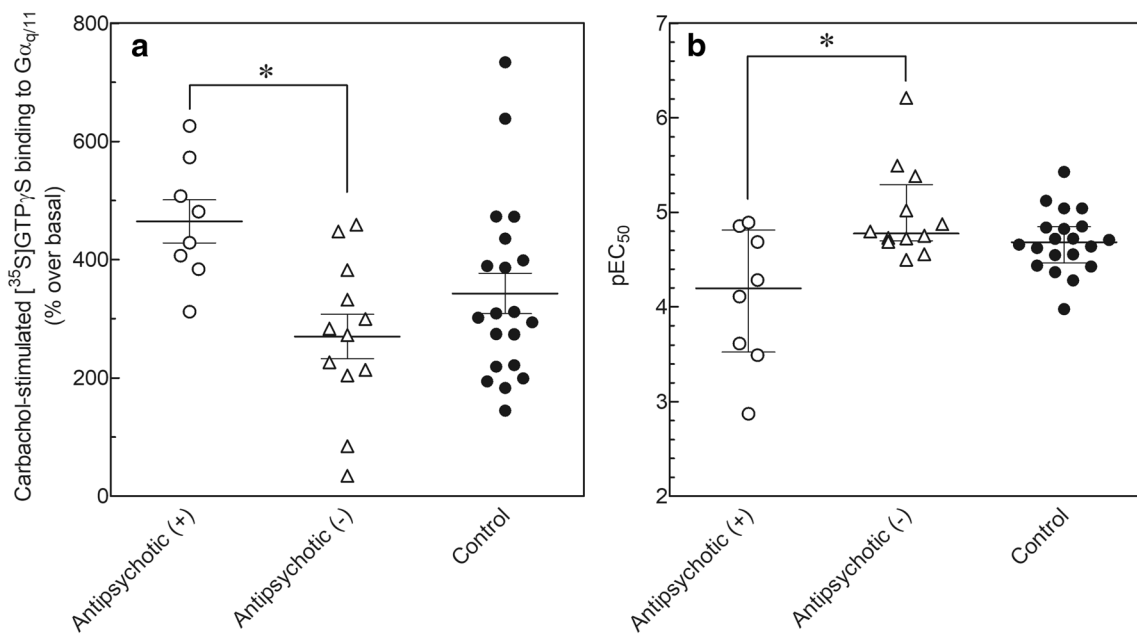 a
Carbachol-stimulated [³⁵S]GTPγS binding to Gα_q/11
(% over basal)
800
600
400
200
0
*
Antipsychotic (+)
Antipsychotic (-)
Control
b
pEC₅₀
7
6
5
4
3
2
*
Antipsychotic (+)
Antipsychotic (-)
Control